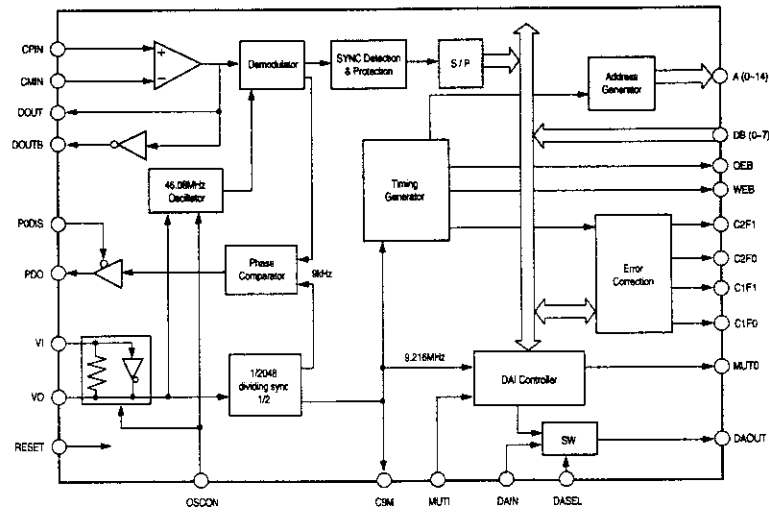 CPIN
CMIN
DOUT
DOUTB
P0DIS
PDO
VI
VO
RESET
+
−
Demodulator
SYNC Detection
& Protection
S / P
Address
Generator
46.08MHz
Oscillator
Timing
Generator
Phase
Comparator
9kHz
Error
Correction
1/2048
dividing sync
1/2
9.216MHz
DAI Controller
SW
A (0~14)
DB (0~7)
OEB
WEB
C2F1
C2F0
C1F1
C1F0
MUT0
DAOUT
OSCON
C9M
MUTI
DAIN
DASEL